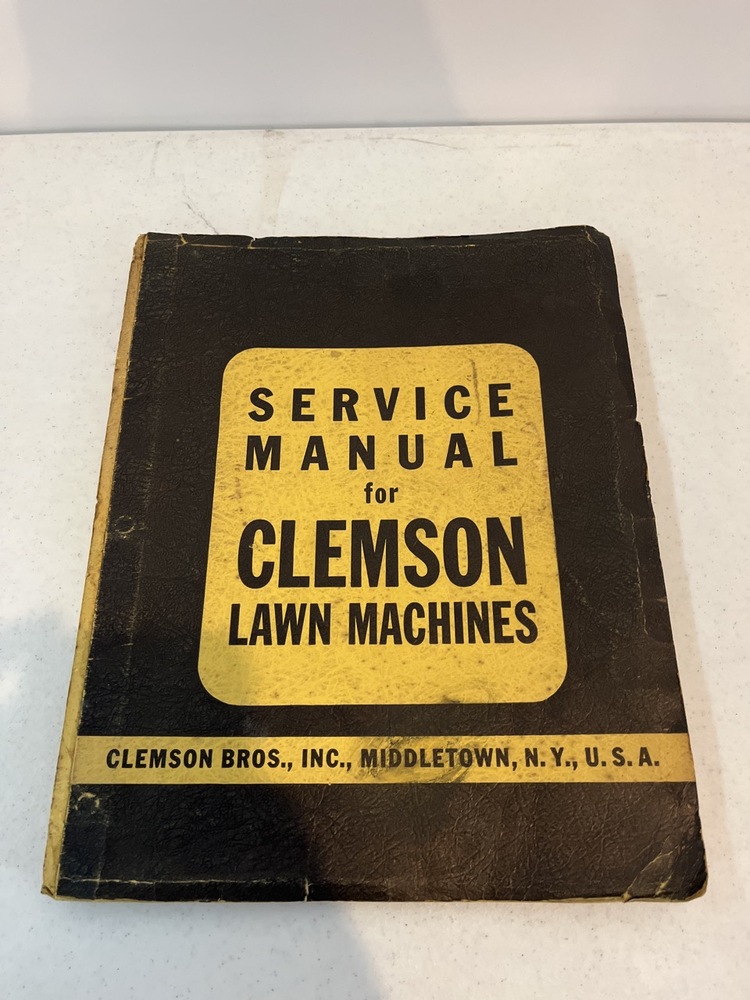 SERVICE
MANUAL
for
CLEMSON
LAWN MACHINES
CLEMSON BROS., INC., MIDDLETOWN, N. Y., U. S. A.